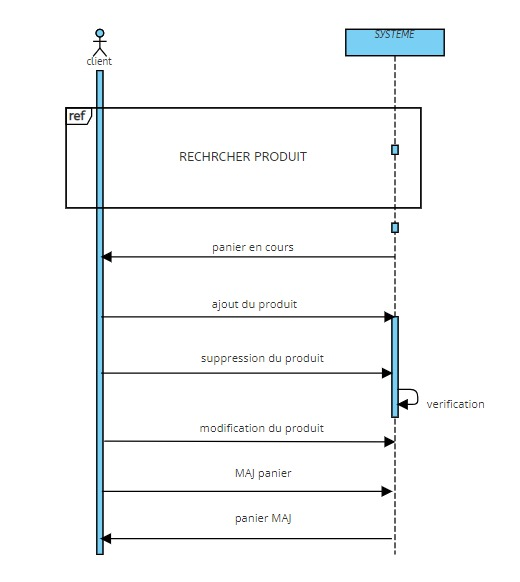 SYSTEME
client
ref
RECHRCHER PRODUIT
panier en cours
ajout du produit
suppression du produit
verification
modification du produit
MAJ panier
panier MAJ